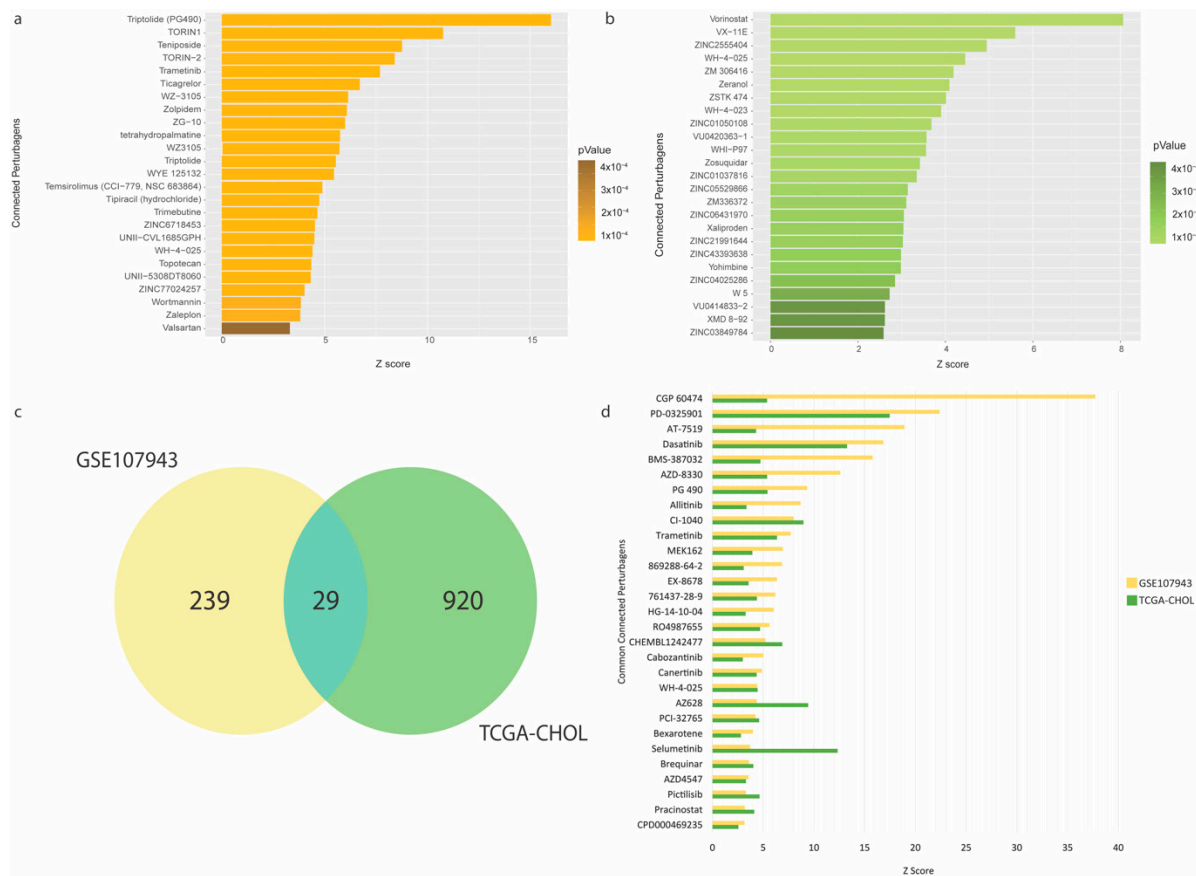 a
Connected Perturbagens
Triptolide (PG490)
TORIN1
Teniposide
TORIN-2
Trametinib
Ticagrelor
WZ-3105
Zolpidem
ZG-10
tetrahydropalmatine
WZ3105
Triptolide
WYE 125132
Temsirolimus (CCI-779, NSC 683864)
Tipiracil (hydrochloride)
Trimebutine
ZINC6718453
UNII-CVL1685GPH
WH-4-025
Topotecan
UNII-5308DT8060
ZINC77024257
Wortmannin
Zaleplon
Valsartan
0 5 10 15
Z score
pValue
4x10⁻⁴
3x10⁻⁴
2x10⁻⁴
1x10⁻⁴
b
Connected Perturbagens
Vorinostat
VX-11E
ZINC2555404
WH-4-025
ZM 306416
Zeranol
ZSTK 474
WH-4-023
ZINC01050108
VU0420363-1
WHI-P97
Zosuquidar
ZINC01037816
ZINC05529866
ZM336372
ZINC06431970
Xaliproden
ZINC21991644
ZINC43393638
Yohimbine
ZINC04025286
W 5
VU0414833-2
XMD 8-92
ZINC03849784
0 2 4 6 8
Z score
pValue
4x10⁻
3x10⁻
2x10⁻
1x10⁻
c
GSE107943
239 29 920
TCGA-CHOL
d
Common Connected Perturbagens
CGP 60474
PD-0325901
AT-7519
Dasatinib
BMS-387032
AZD-8330
PG 490
Allitinib
CI-1040
Trametinib
MEK162
869288-64-2
EX-8678
761437-28-9
HG-14-10-04
RO4987655
CHEMBL1242477
Cabozantinib
Canertinib
WH-4-025
AZ628
PCI-32765
Bexarotene
Selumetinib
Brequinar
AZD4547
Pictilisib
Pracinostat
CPD000469235
0 5 10 15 20 25 30 35 40
Z Score
GSE107943
TCGA-CHOL